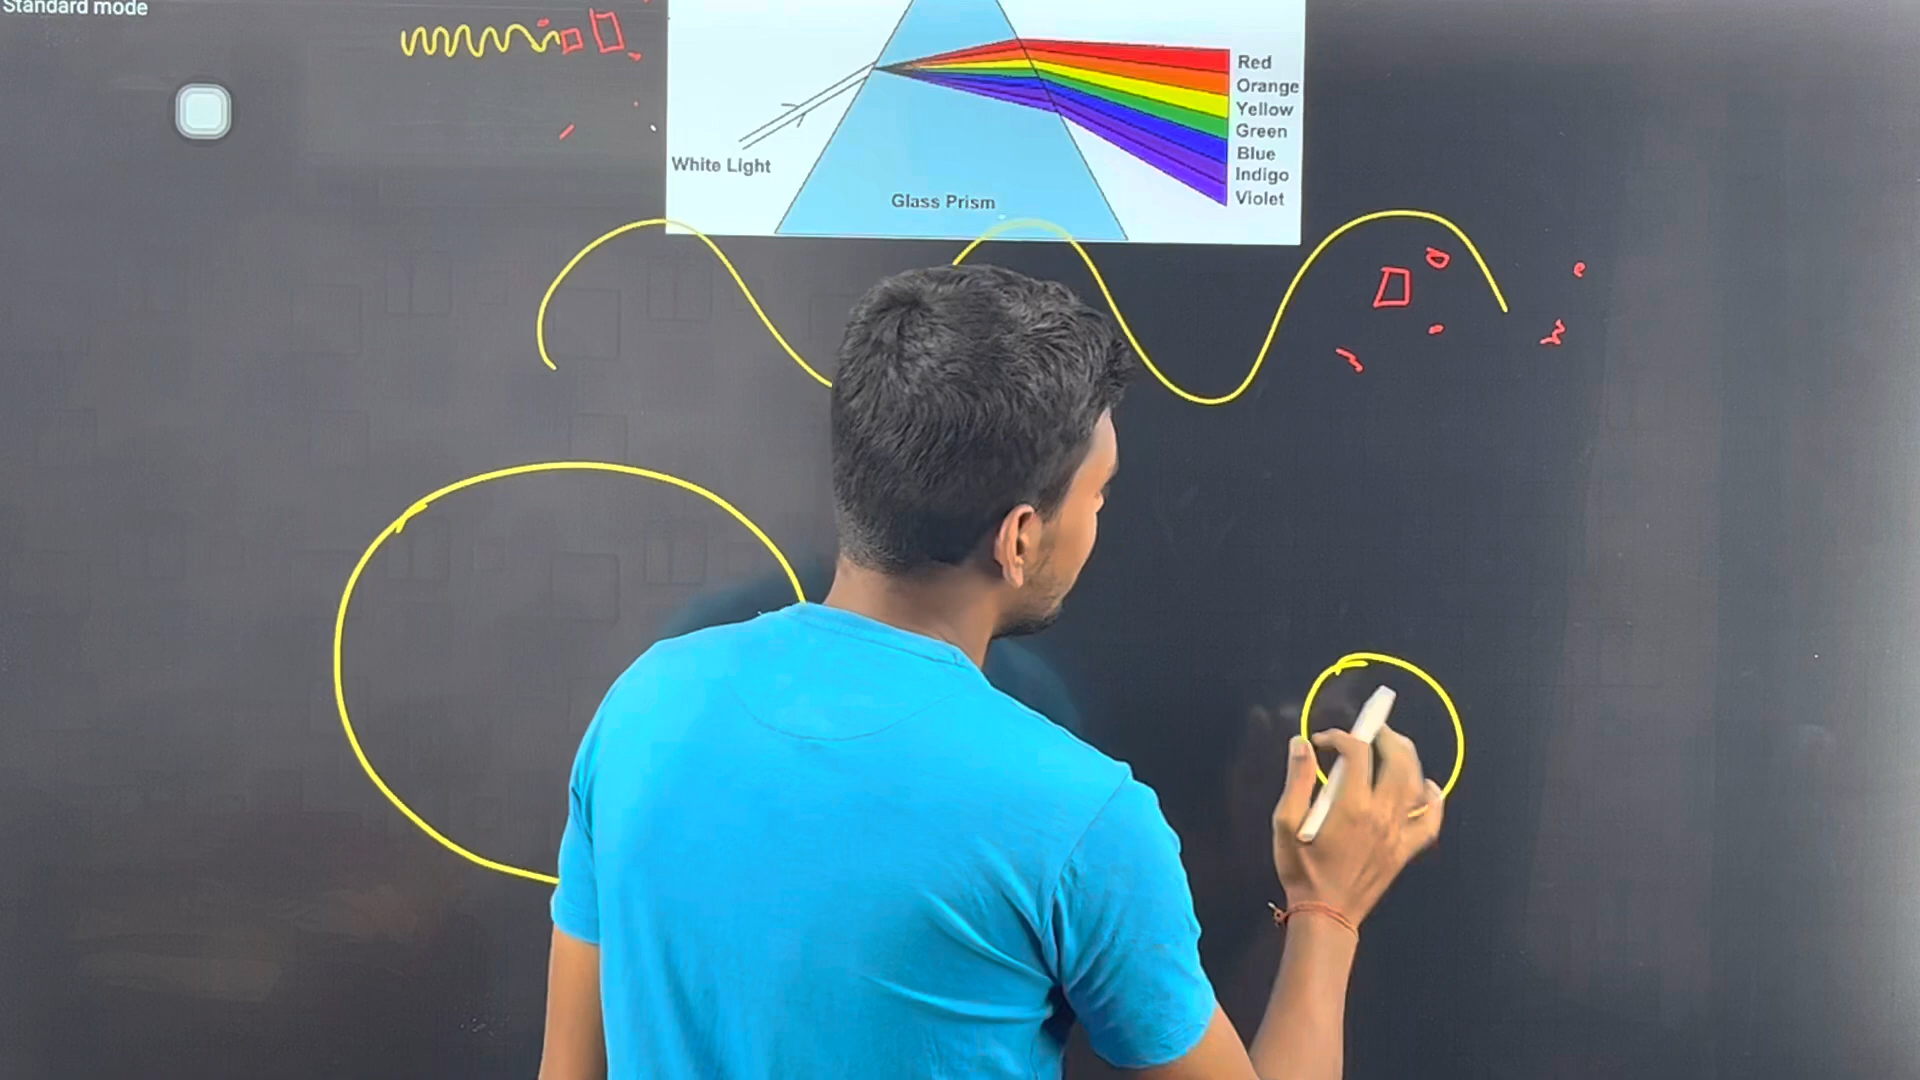 Standard mode
Red
Orange
Yellow
Green
Blue
Indigo
Violet
White Light
Glass Prism